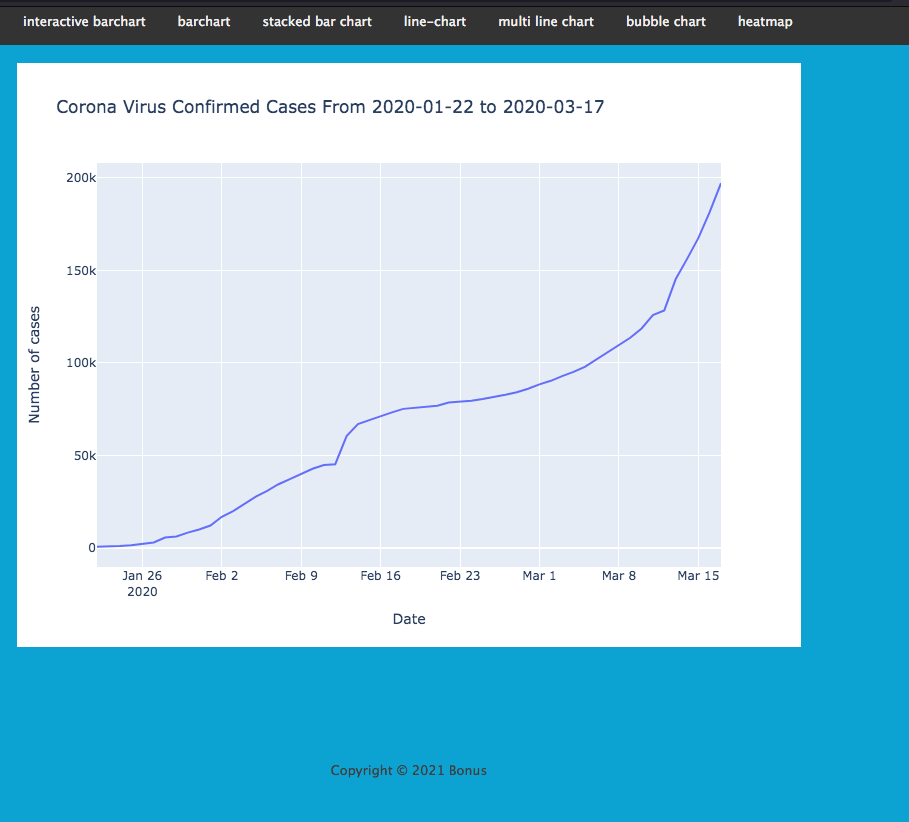 interactive barchart barchart stacked bar chart line-chart multi line chart bubble chart heatmap
Corona Virus Confirmed Cases From 2020-01-22 to 2020-03-17
200k
150k
100k
50k
0
Number of cases
Jan 26 Feb 2 Feb 9 Feb 16 Feb 23 Mar 1 Mar 8 Mar 15
2020
Date
Copyright © 2021 Bonus